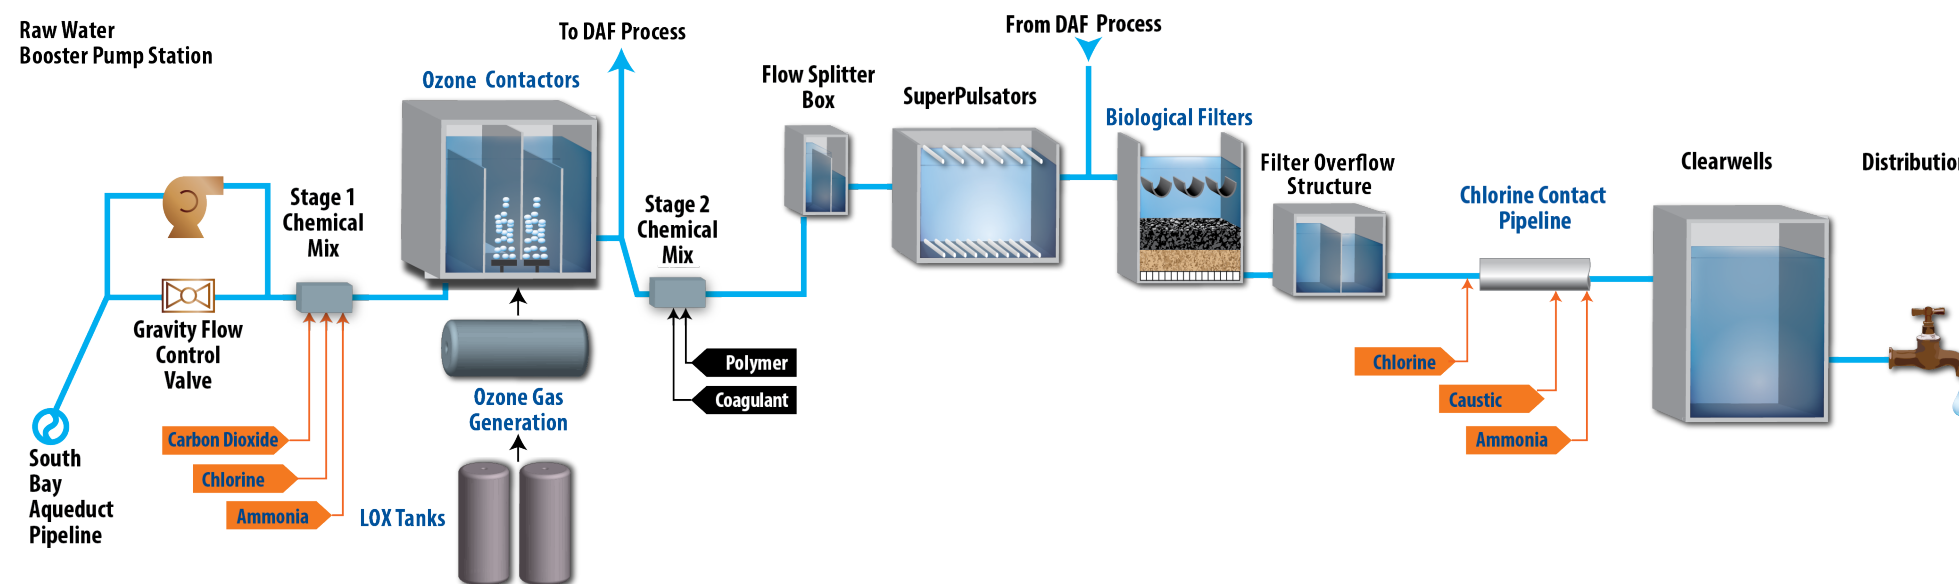 Raw Water
Booster Pump Station
To DAF Process
From DAF Process
Ozone Contactors
Flow Splitter
Box
SuperPulsators
Biological Filters
Filter Overflow
Structure
Clearwells
Distribution
Stage 1
Chemical
Mix
Stage 2
Chemical
Mix
Chlorine Contact
Pipeline
Gravity Flow
Control
Valve
Polymer
Coagulant
Chlorine
Caustic
Ammonia
Ozone Gas
Generation
Carbon Dioxide
Chlorine
Ammonia
LOX Tanks
South
Bay
Aqueduct
Pipeline